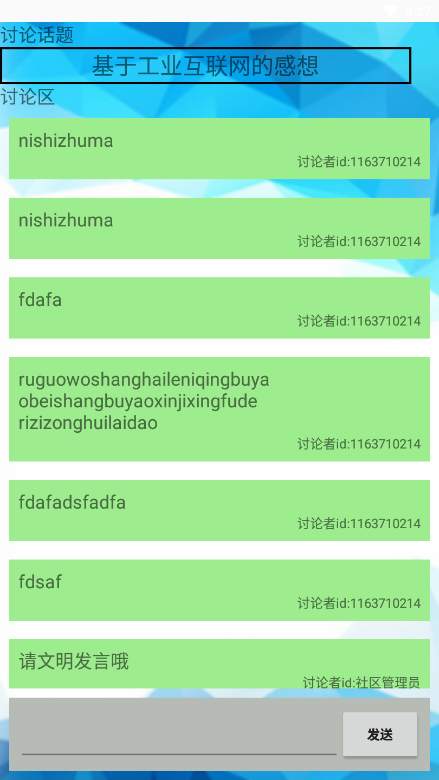 讨论话题
基于工业互联网的感想
讨论区
nishizhuma
讨论者id:1163710214
nishizhuma
讨论者id:1163710214
fdafa
讨论者id:1163710214
ruguowoshanghaileniqingbuya
obeishangbuyaoxinjixingfude
rizizonghuilaidao
讨论者id:1163710214
fdafadsfadfa
讨论者id:1163710214
fdsaf
讨论者id:1163710214
请文明发言哦
讨论者id:社区管理员
发送